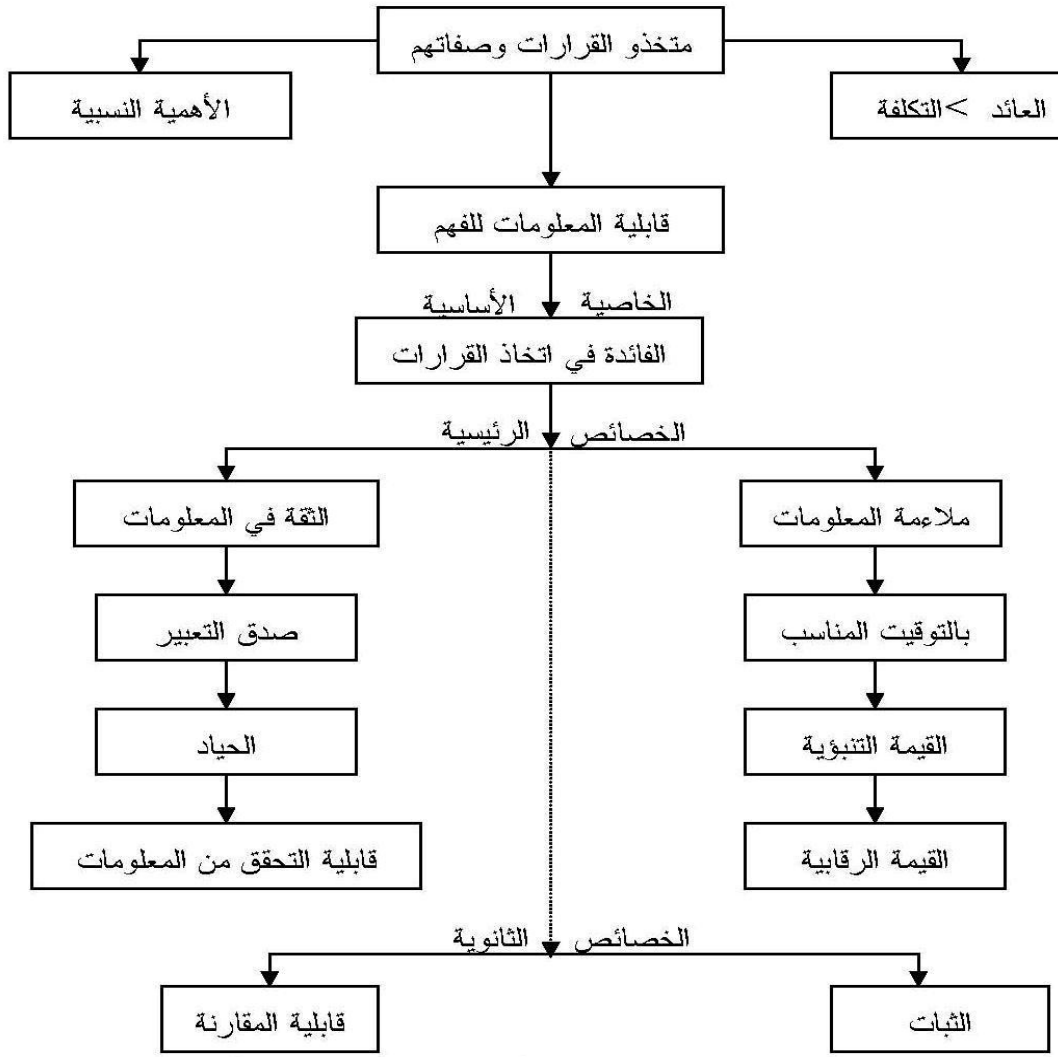 متخذو القرارات وصفاتهم
العائد >التكلفة
الأهمية النسبية
قابلية المعلومات للفهم
الخاصية الأساسية
الفائدة في اتخاذ القرارات
الخصائص الرئيسية
ملاءمة المعلومات
الثقة في المعلومات
بالتوقيت المناسب
صدق التعبير
القيمة التنبؤية
الحياد
القيمة الرقابية
قابلية التحقق من المعلومات
الخصائص الثانوية
الثبات
قابلية المقارنة